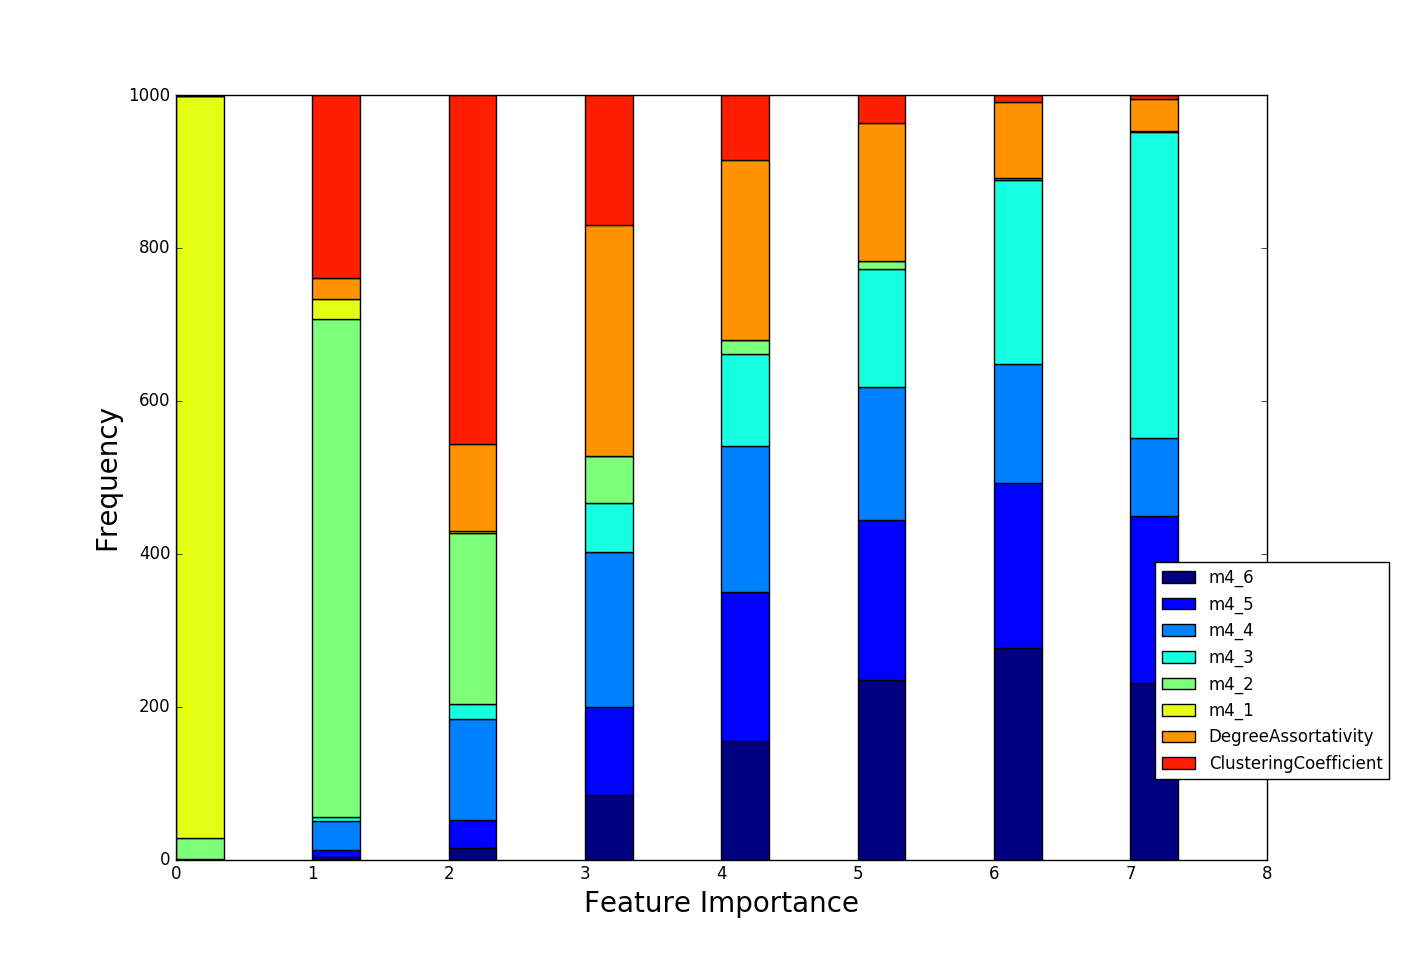 1000
800
600
400
200
0
Frequency
0 1 2 3 4 5 6 7 8
Feature Importance
m4_6
m4_5
m4_4
m4_3
m4_2
m4_1
DegreeAssortativity
ClusteringCoefficient